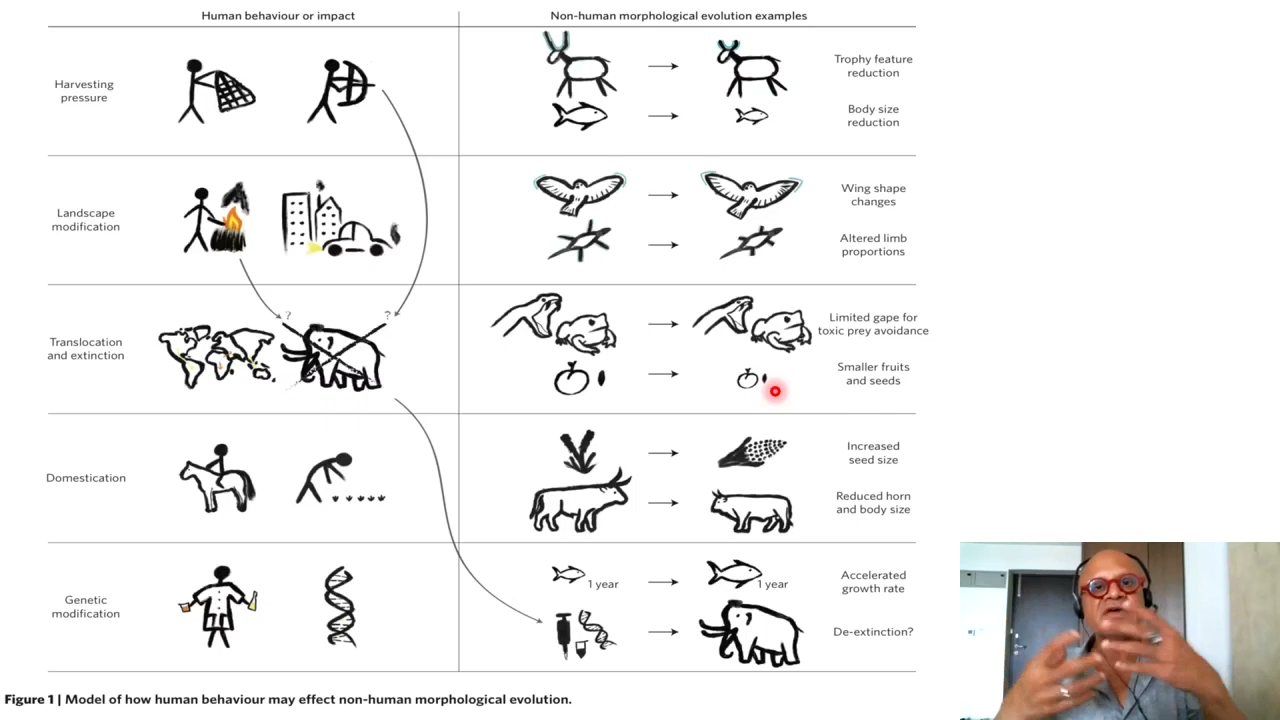 Human behaviour or impact
Non-human morphological evolution examples
Harvesting
pressure
Trophy feature
reduction
Body size
reduction
Landscape
modification
Wing shape
changes
Altered limb
proportions
Translocation
and extinction
?
?
Limited gape for
toxic prey avoidance
Smaller fruits
and seeds
Domestication
Increased
seed size
Reduced horn
and body size
Genetic
modification
1 year
1 year
Accelerated
growth rate
De-extinction?
Figure 1 | Model of how human behaviour may effect non-human morphological evolution.